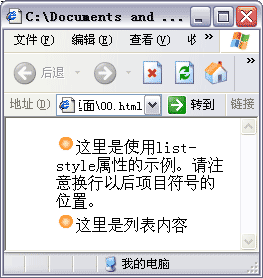 C:\Documents and ...
文件(F) 编辑(E) 查看(V) »
后退
地址(D) 面\00.html 转到 链接
这里是使用list-
style属性的示例。请注
意换行以后项目符号的
位置。
这里是列表内容
我的电脑